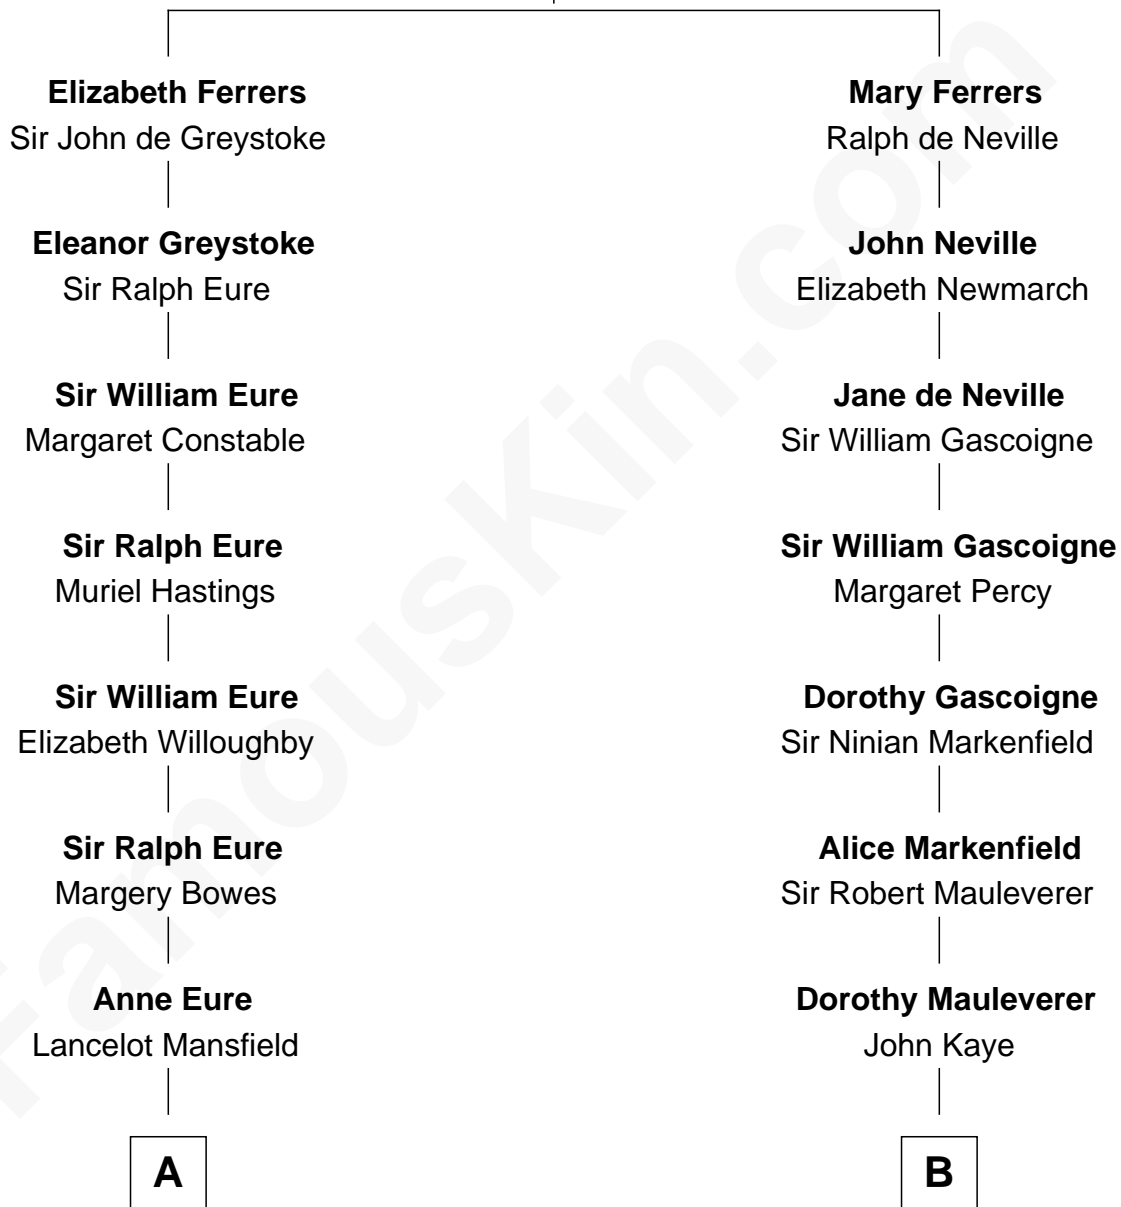 Elizabeth Ferrers
Sir John de Greystoke
Eleanor Greystoke
Sir Ralph Eure
Sir William Eure
Margaret Constable
Sir Ralph Eure
Muriel Hastings
Sir William Eure
Elizabeth Willoughby
Sir Ralph Eure
Margery Bowes
Anne Eure
Lancelot Mansfield
A
Mary Ferrers
Ralph de Neville
John Neville
Elizabeth Newmarch
Jane de Neville
Sir William Gascoigne
Sir William Gascoigne
Margaret Percy
Dorothy Gascoigne
Sir Ninian Markenfield
Alice Markenfield
Sir Robert Mauleverer
Dorothy Mauleverer
John Kaye
B
FamousKin.com